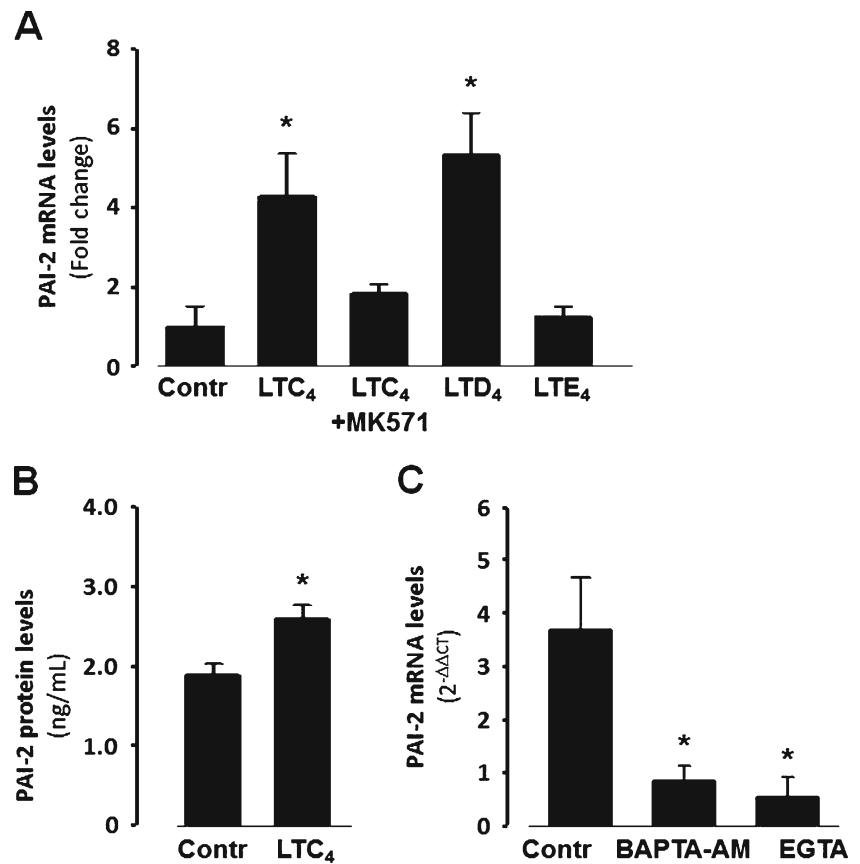 A
PAI-2 mRNA levels
(Fold change)
8
6
4
2
0
*
*
Contr LTC₄ LTC₄ LTD₄ LTE₄
+MK571
B
PAI-2 protein levels
(ng/mL)
4.0
3.0
2.0
1.0
0
*
Contr LTC₄
C
PAI-2 mRNA levels
(2-ΔΔCT)
6
5
4
3
2
1
0
*
*
Contr BAPTA-AM EGTA